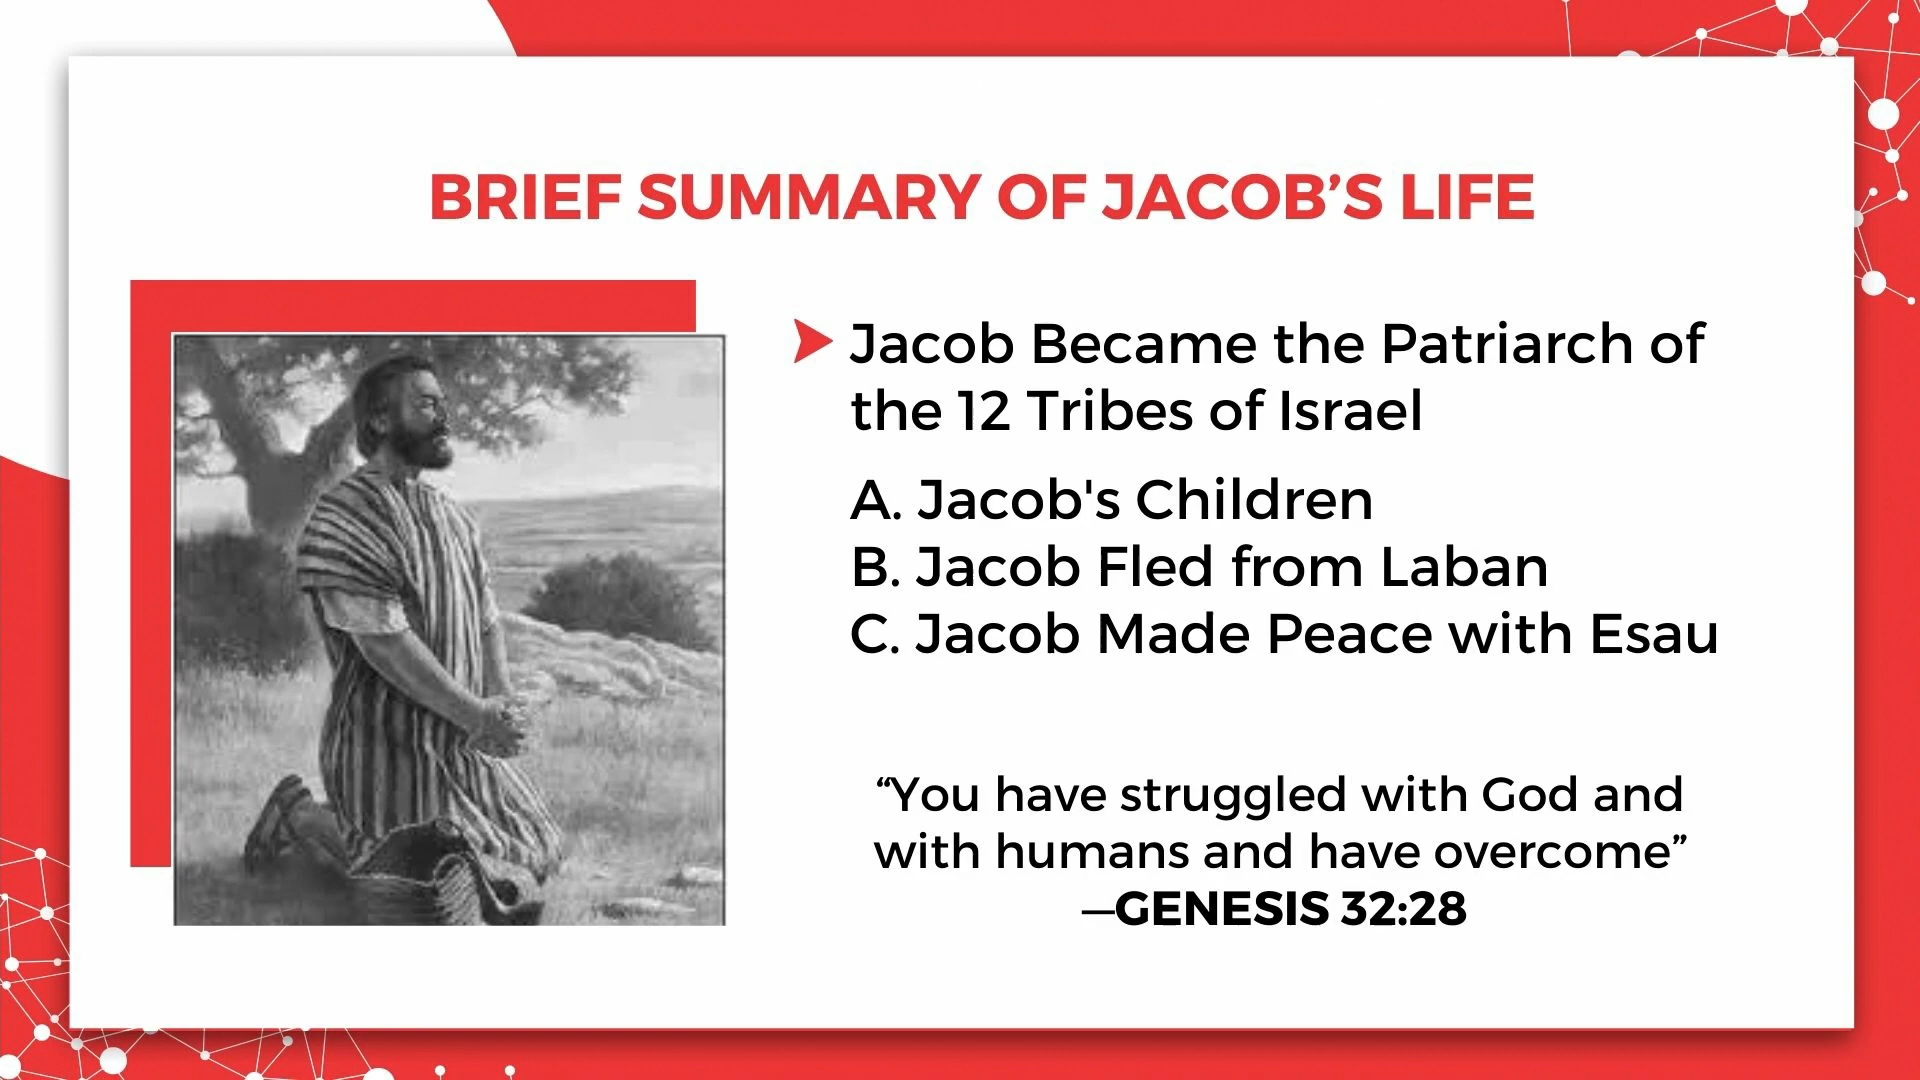 BRIEF SUMMARY OF JACOB’S LIFE
Jacob Became the Patriarch of
the 12 Tribes of Israel
A. Jacob's Children
B. Jacob Fled from Laban
C. Jacob Made Peace with Esau
“You have struggled with God and
with humans and have overcome”
—GENESIS 32:28